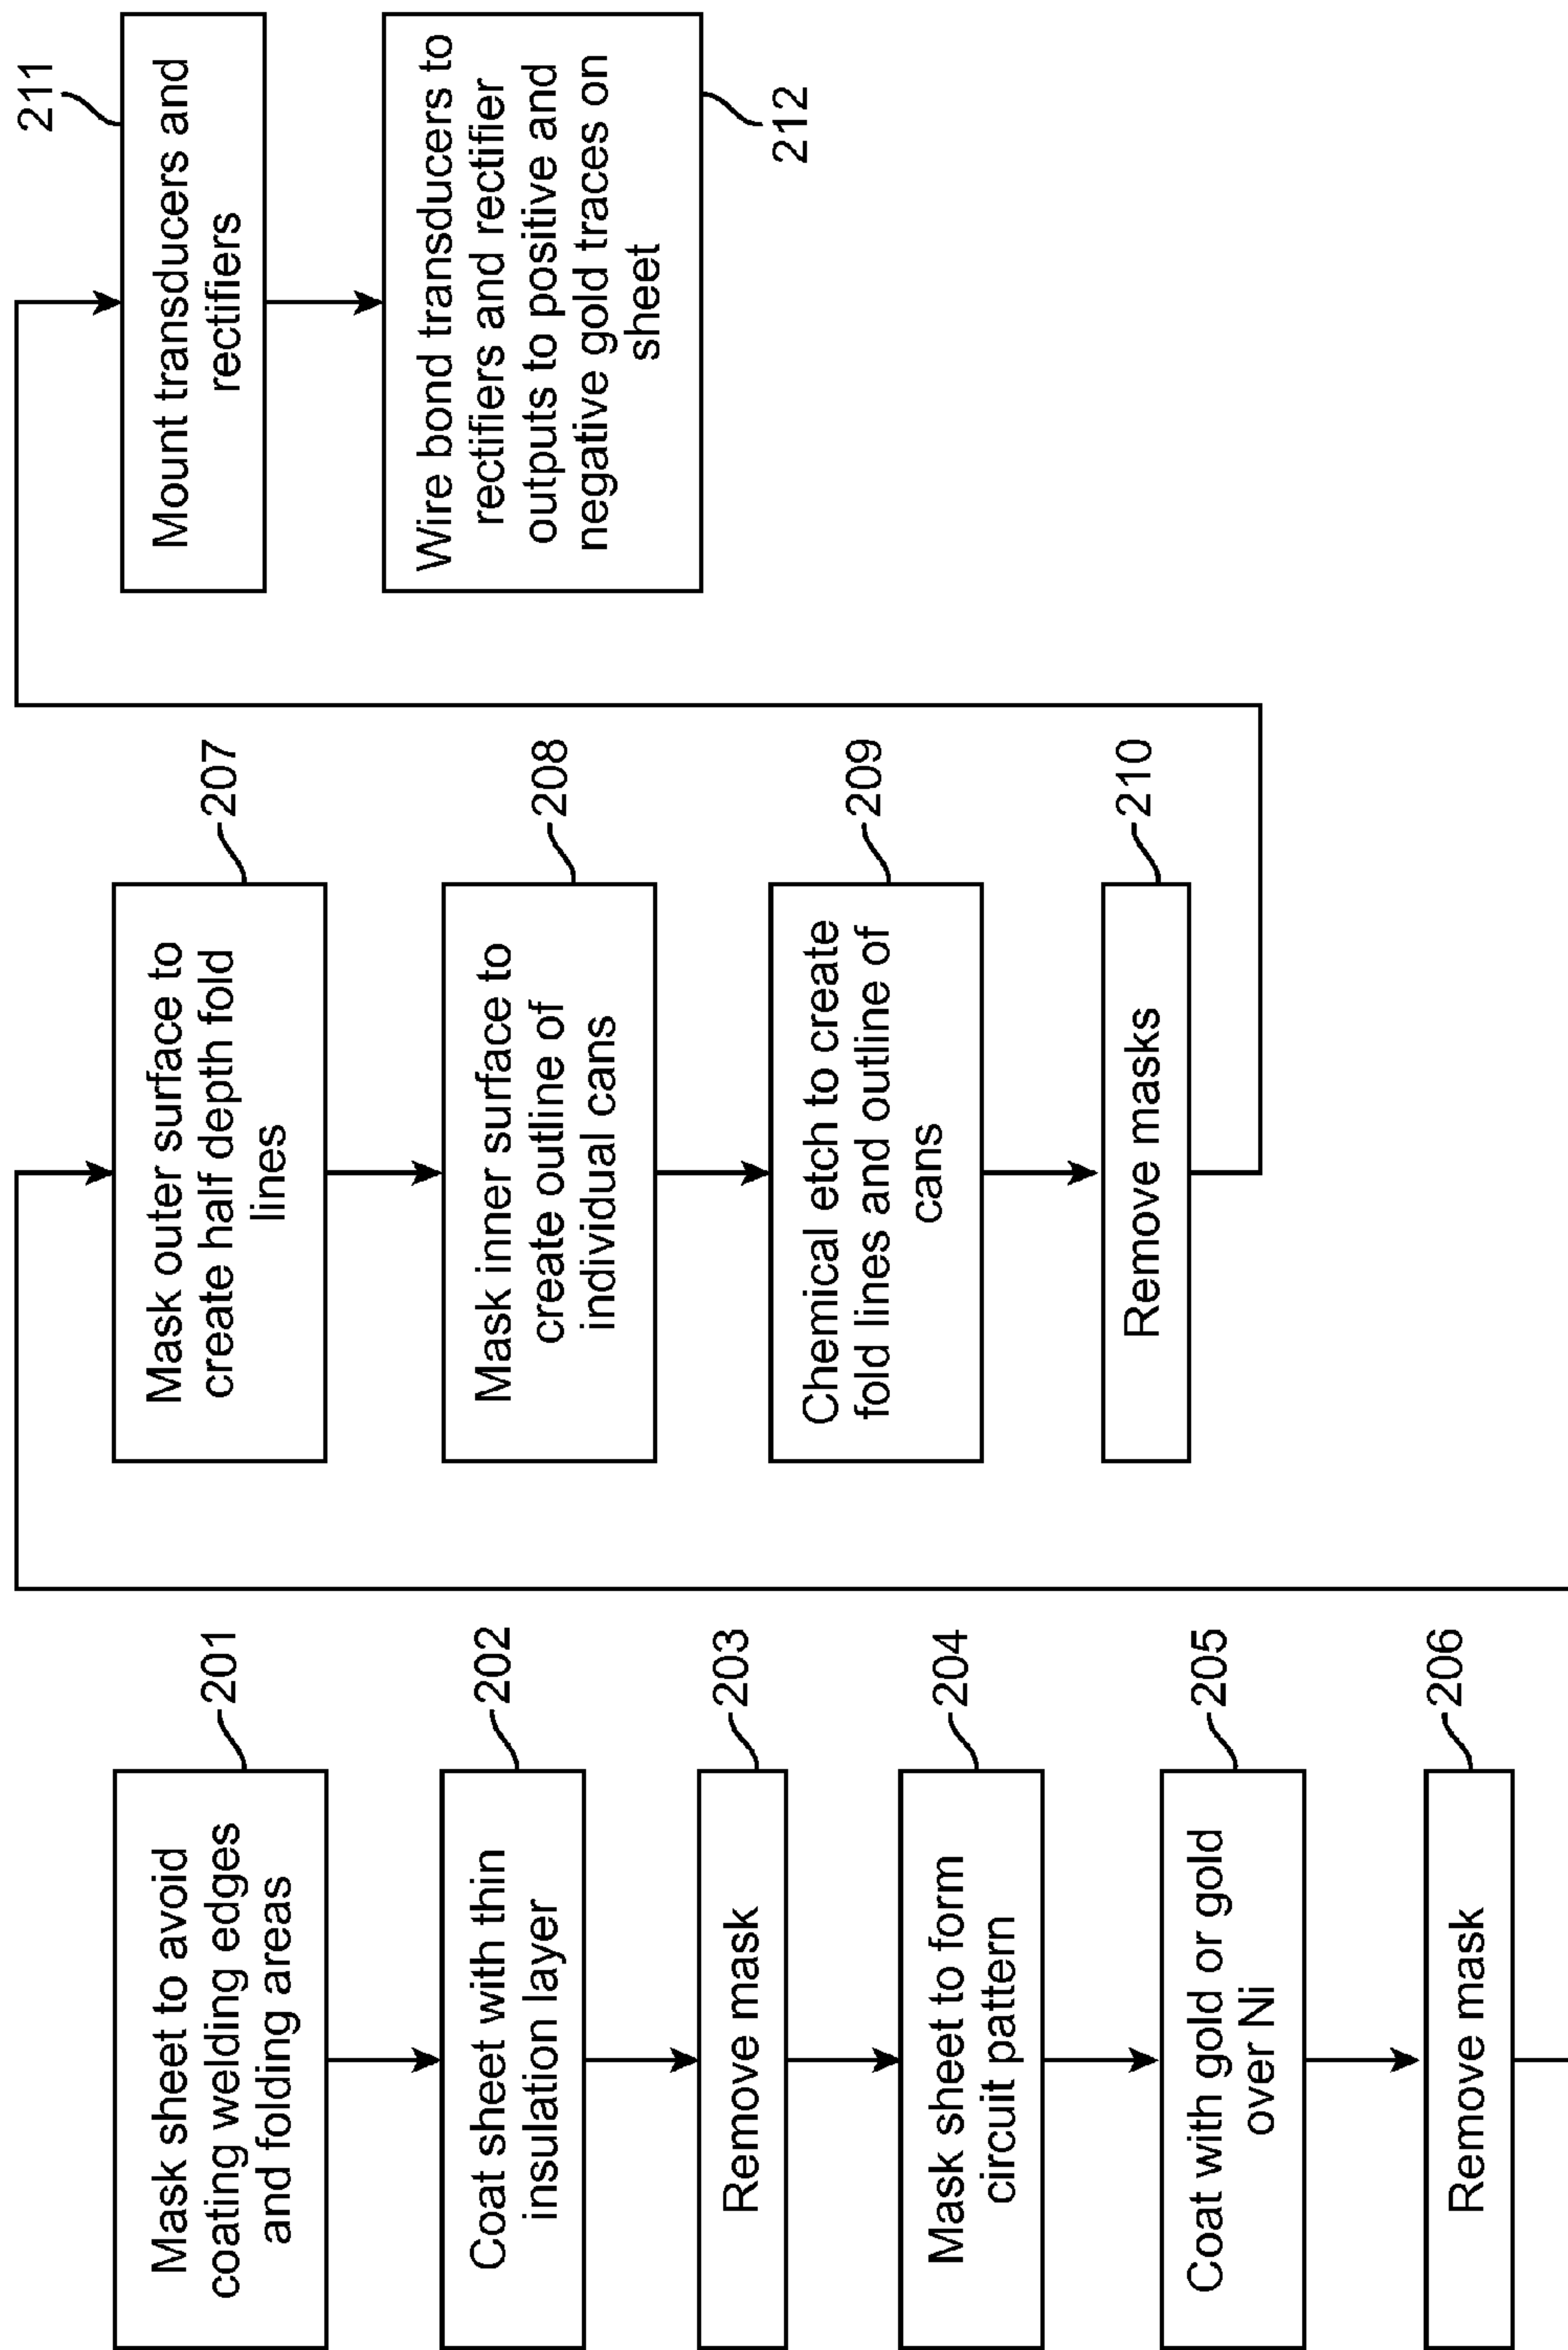 Mask sheet to avoid
coating welding edges
and folding areas
201
Coat sheet with thin
insulation layer
202
Remove mask
203
Mask sheet to form
circuit pattern
204
Coat with gold or gold
over Ni
205
Remove mask
206
Mask outer surface to
create half depth fold
lines
207
Mask inner surface to
create outline of
individual cans
208
Chemical etch to create
fold lines and outline of
cans
209
Remove masks
210
Mount transducers and
rectifiers
211
Wire bond transducers to
rectifiers and rectifier
outputs to positive and
negative gold traces on
sheet
212